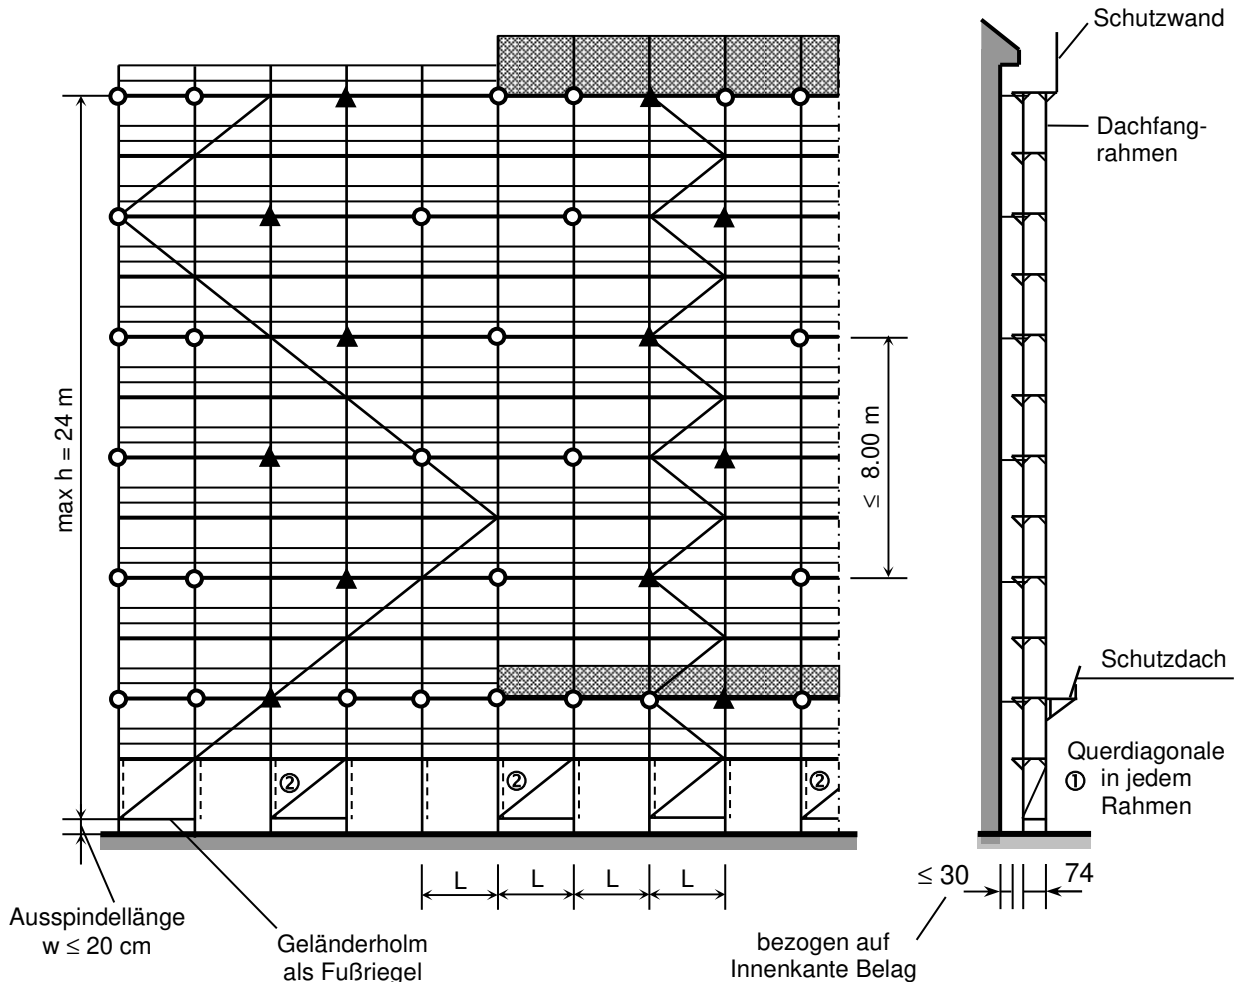 Schutzwand
Dachfang-
rahmen
max h = 24 m
≤ 8.00 m
Schutzdach
Querdiagonale
① in jedem
Rahmen
②
②
②
L
L
L
L
≤ 30
74
Ausspindellänge
w ≤ 20 cm
Geländerholm
als Fußriegel
bezogen auf
Innenkante Belag